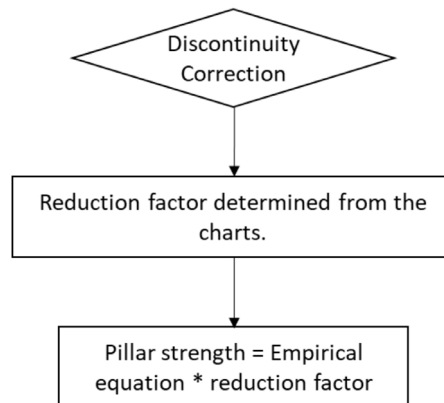 Discontinuity
Correction
Reduction factor determined from the
charts.
Pillar strength = Empirical
equation * reduction factor